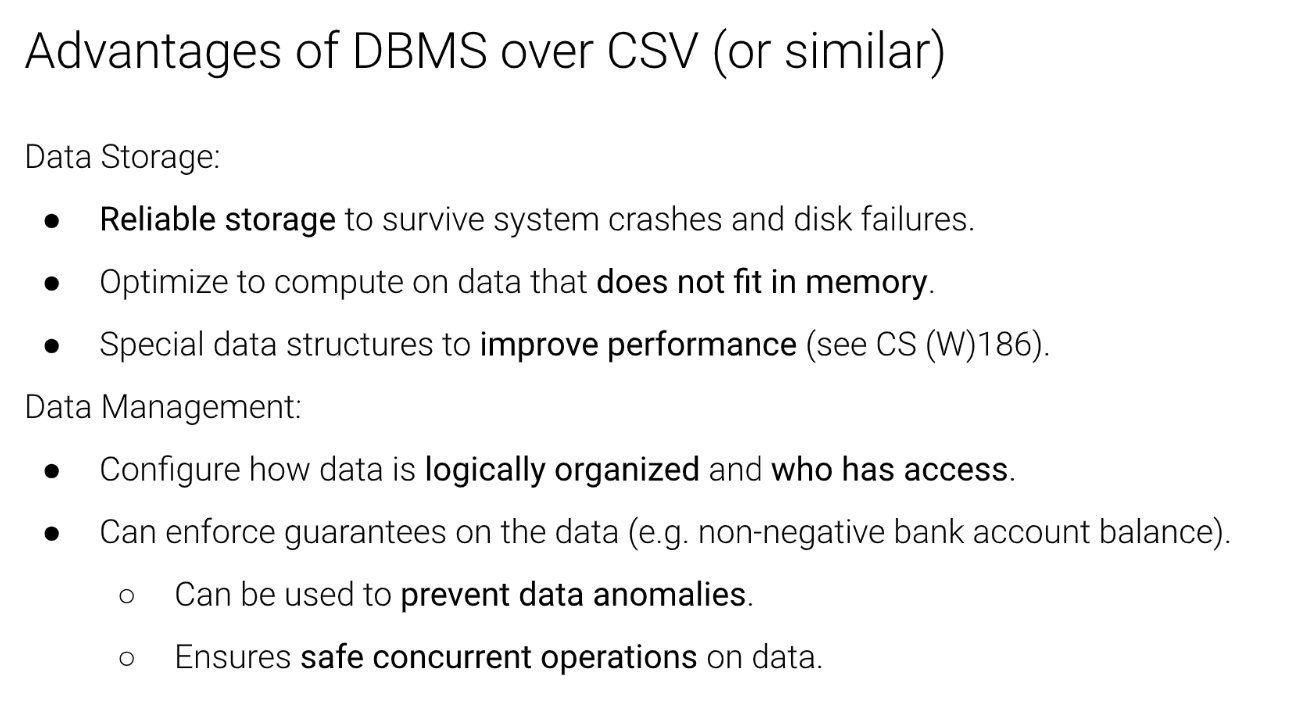 Advantages of DBMS over CSV (or similar)
Data Storage:
● Reliable storage to survive system crashes and disk failures.
● Optimize to compute on data that does not fit in memory.
● Special data structures to improve performance (see CS (W)186).
Data Management:
● Configure how data is logically organized and who has access.
● Can enforce guarantees on the data (e.g. non-negative bank account balance).
○ Can be used to prevent data anomalies.
○ Ensures safe concurrent operations on data.